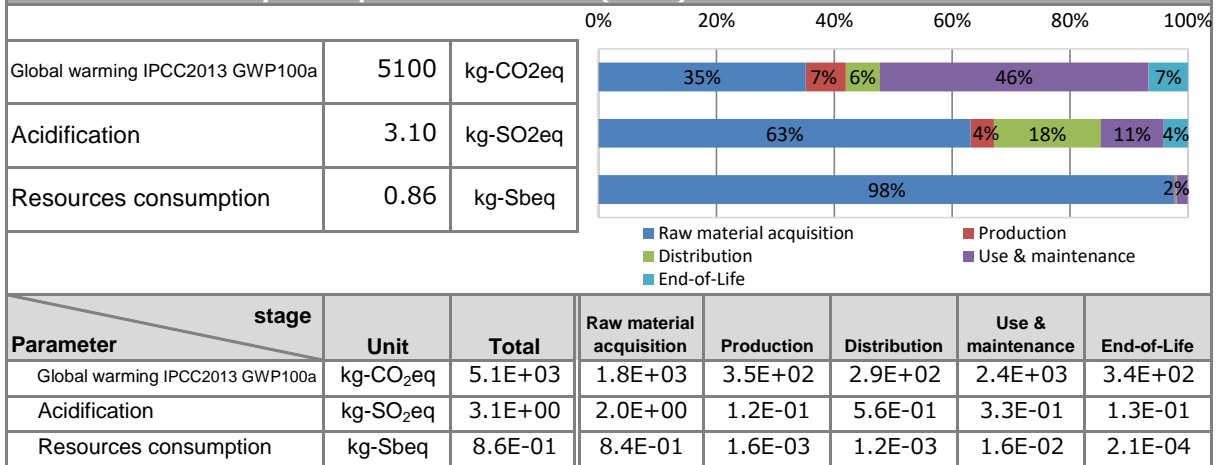 0% 20% 40% 60% 80% 100%
Global warming IPCC2013 GWP100a 5100 kg-CO2eq 35% 7% 6% 46% 7%
Acidification 3.10 kg-SO2eq 63% 4% 18% 11% 4%
Resources consumption 0.86 kg-Sbeq 98% 2%
Raw material acquisition Production
Distribution Use & maintenance
End-of-Life
stage
Parameter Unit Total Raw material acquisition Production Distribution Use & maintenance End-of-Life
Global warming IPCC2013 GWP100a kg-CO₂eq 5.1E+03 1.8E+03 3.5E+02 2.9E+02 2.4E+03 3.4E+02
Acidification kg-SO₂eq 3.1E+00 2.0E+00 1.2E-01 5.6E-01 3.3E-01 1.3E-01
Resources consumption kg-Sbeq 8.6E-01 8.4E-01 1.6E-03 1.2E-03 1.6E-02 2.1E-04